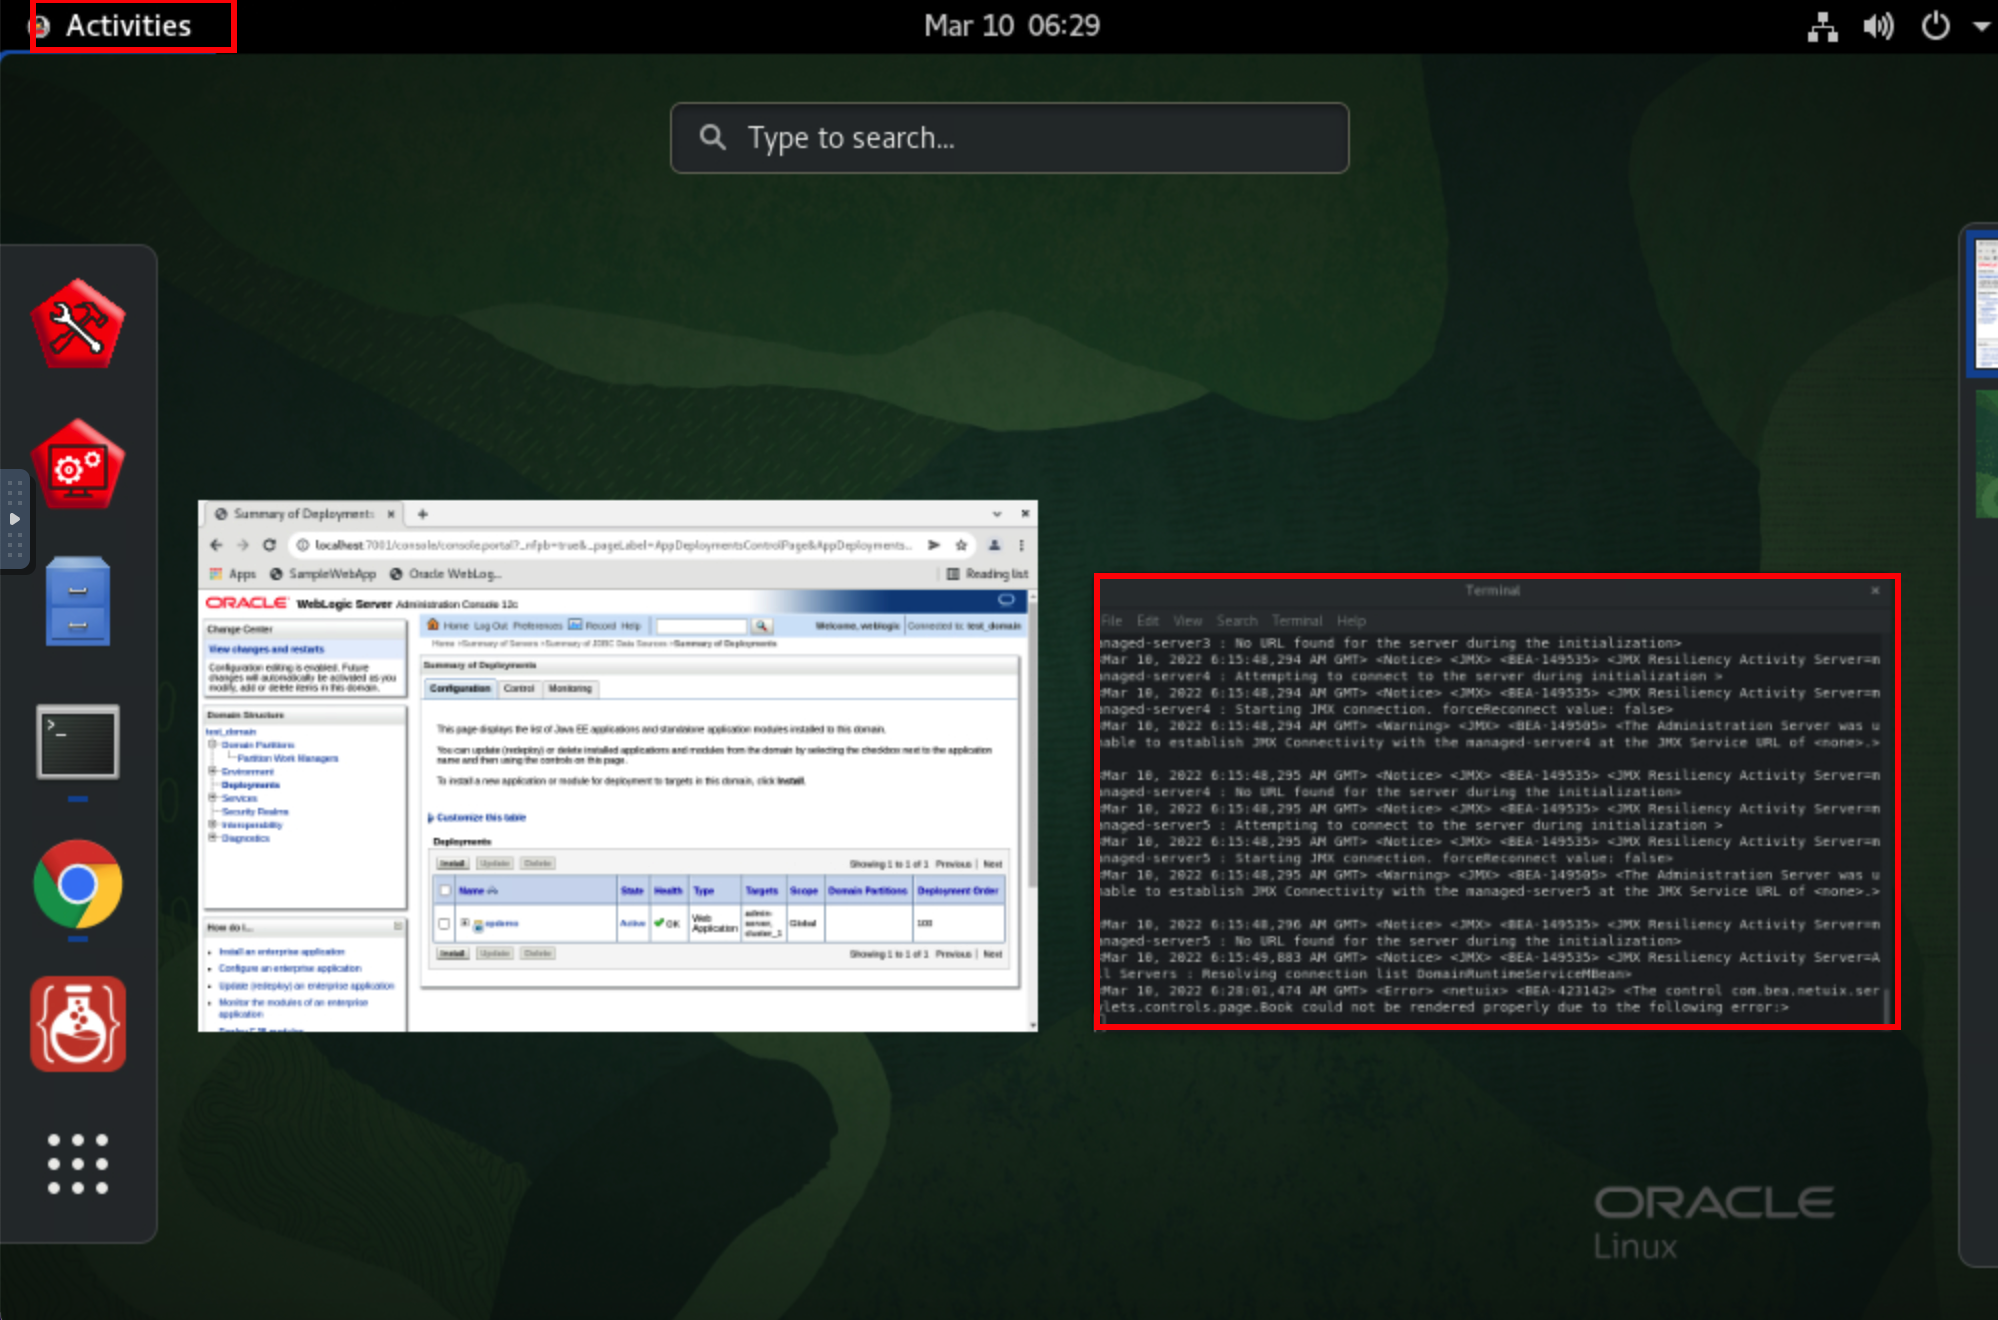 Activities
Mar 10 06:29
Type to search...
Summary of Deployments
localhost:7001/console/console.portal?_nfpb=true&_pageLabel=AppDeploymentsControlPage&AppDeployments...
Apps SampleWebApp Oracle WebLog... Reading list
ORACLE WebLogic Server Administration Console 12c
Change Center
View changes and restarts
Configuration editing is enabled. Future
changes will automatically be activated as you
modify, add or delete items in this domain.
Domain Structure
test_domain
Domain Partitions
Partition Work Managers
Environment
Deployments
Services
Security Realms
Interoperability
Diagnostics
How do I...
Install an enterprise application
Configure an enterprise application
Update (redeploy) an enterprise application
Monitor the modules of an enterprise
application
Deploy EJB modules
Home Log Out Preferences Record Help
Welcome, weblogic Connected to: test_domain
Home >Summary of Servers >Summary of JDBC Data Sources >Summary of Deployments
Summary of Deployments
Configuration Control Monitoring
This page displays the list of Java EE applications and standalone application modules installed to this domain.
You can update (redeploy) or delete installed applications and modules from the domain by selecting the checkbox next to the application
name and then using the controls on this page.
To install a new application or module for deployment to targets in this domain, click Install.
Customize this table
Deployments
Install Update Delete Showing 1 to 1 of 1 Previous | Next
Name State Health Type Targets Scope Domain Partitions Deployment Order
Active OK Web Application admin-server, cluster_1 Global 100
Install Update Delete Showing 1 to 1 of 1 Previous | Next
Terminal
File Edit View Search Terminal Help
naged-server3 : No URL found for the server during the initialization>
Mar 10, 2022 6:15:48,294 AM GMT> <Notice> <JMX> <BEA-149535> <JMX Resiliency Activity Server=m
naged-server4 : Attempting to connect to the server during initialization >
Mar 10, 2022 6:15:48,294 AM GMT> <Notice> <JMX> <BEA-149535> <JMX Resiliency Activity Server=m
naged-server4 : Starting JMX connection. forceReconnect value: false>
Mar 10, 2022 6:15:48,294 AM GMT> <Warning> <JMX> <BEA-149505> <The Administration Server was u
able to establish JMX Connectivity with the managed-server4 at the JMX Service URL of <none>.>
Mar 10, 2022 6:15:48,295 AM GMT> <Notice> <JMX> <BEA-149535> <JMX Resiliency Activity Server=m
naged-server4 : No URL found for the server during the initialization>
Mar 10, 2022 6:15:48,295 AM GMT> <Notice> <JMX> <BEA-149535> <JMX Resiliency Activity Server=m
naged-server5 : Attempting to connect to the server during initialization >
Mar 10, 2022 6:15:48,295 AM GMT> <Notice> <JMX> <BEA-149535> <JMX Resiliency Activity Server=m
naged-server5 : Starting JMX connection. forceReconnect value: false>
Mar 10, 2022 6:15:48,295 AM GMT> <Warning> <JMX> <BEA-149505> <The Administration Server was u
able to establish JMX Connectivity with the managed-server5 at the JMX Service URL of <none>.>
Mar 10, 2022 6:15:48,296 AM GMT> <Notice> <JMX> <BEA-149535> <JMX Resiliency Activity Server=m
naged-server5 : No URL found for the server during the initialization>
Mar 10, 2022 6:15:49,883 AM GMT> <Notice> <JMX> <BEA-149535> <JMX Resiliency Activity Server=A
l Servers : Resolving connection list DomainRuntimeServiceMBean>
Mar 10, 2022 6:28:01,474 AM GMT> <Error> <netuix> <BEA-423142> <The control com.bea.netuix.ser
lets.controls.page.Book could not be rendered properly due to the following error:>
ORACLE
Linux